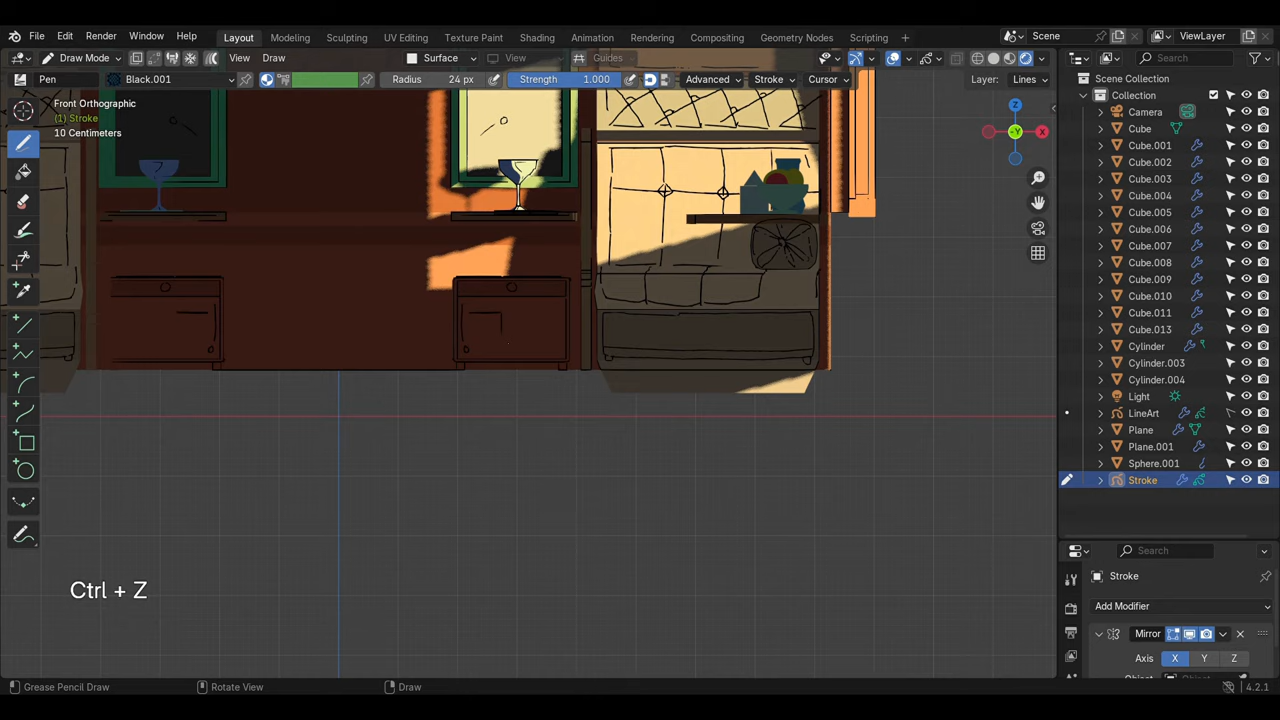 File Edit Render Window Help Layout Modeling Sculpting UV Editing Texture Paint Shading Animation Rendering Compositing Geometry Nodes Scripting + Scene ViewLayer
Draw Mode View Draw Surface View Guides Search
Pen Black.001 Radius 24 px Strength 1.000 Advanced Stroke Cursor Layer: Lines Scene Collection
Front Orthographic
(1) Stroke
10 Centimeters
Z
X
-Y
Collection
Camera
Cube
Cube.001
Cube.002
Cube.003
Cube.004
Cube.005
Cube.006
Cube.007
Cube.008
Cube.009
Cube.010
Cube.011
Cube.013
Cylinder
Cylinder.003
Cylinder.004
Light
LineArt
Plane
Plane.001
Sphere.001
Stroke
Search
Stroke
Add Modifier
Mirror
Axis X Y Z
Ctrl + Z
Grease Pencil Draw Rotate View Draw 4.2.1